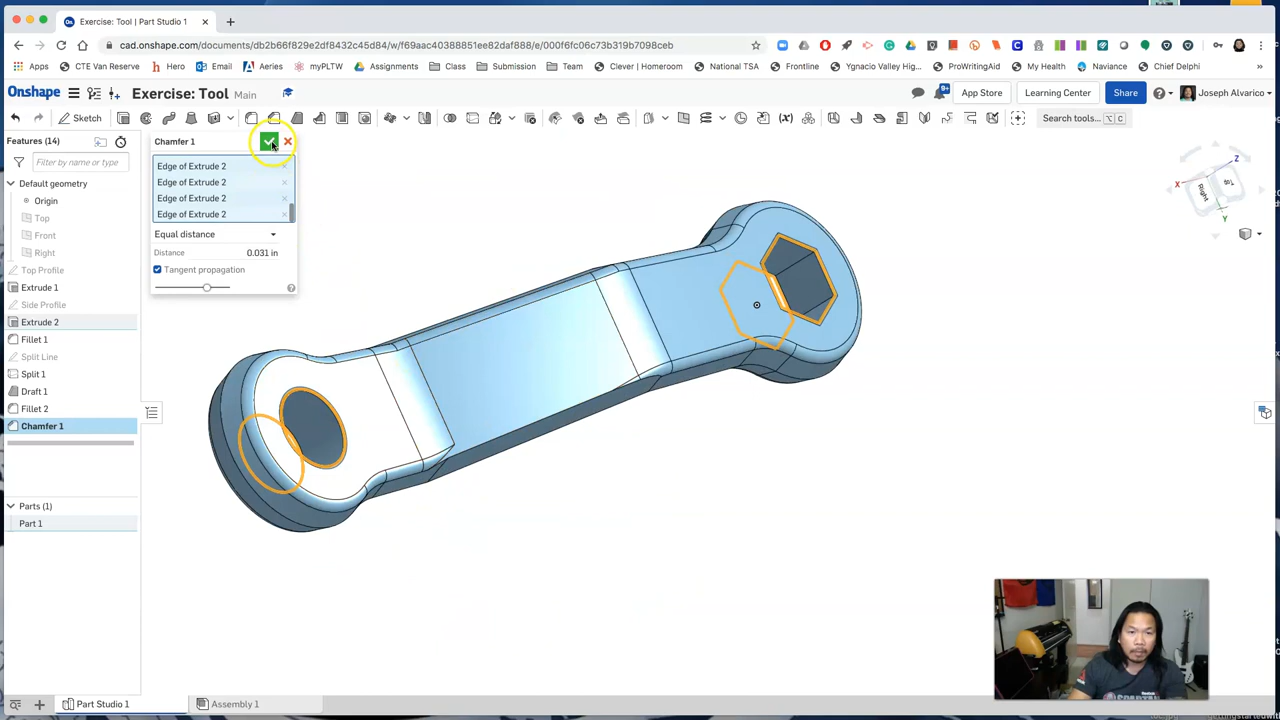 Exercise: Tool | Part Studio 1
cad.onshape.com/documents/db2b66f829e2df8432c45d84/w/f69aac40388851ee82daf888/e/000f6fc06c73b319b7098ceb
Apps CTE Van Reserve Hero Email Aeries myPLTW Assignments Class Submission Team Clever | Homeroom National TSA Frontline Ygnacio Valley Hig... ProWritingAid My Health Naviance Chief Delphi
Onshape Exercise: Tool Main 9+ App Store Learning Center Share Joseph Alvarico
Sketch Search tools... C
Features (14)
Filter by name or type
Default geometry
Origin
Top
Front
Right
Top Profile
Extrude 1
Side Profile
Extrude 2
Fillet 1
Split Line
Split 1
Draft 1
Fillet 2
Chamfer 1
Parts (1)
Part 1
Chamfer 1
Edge of Extrude 2
Edge of Extrude 2
Edge of Extrude 2
Edge of Extrude 2
Equal distance
Distance 0.031 in
Tangent propagation
Z
X
Right
Y
Part Studio 1 Assembly 1